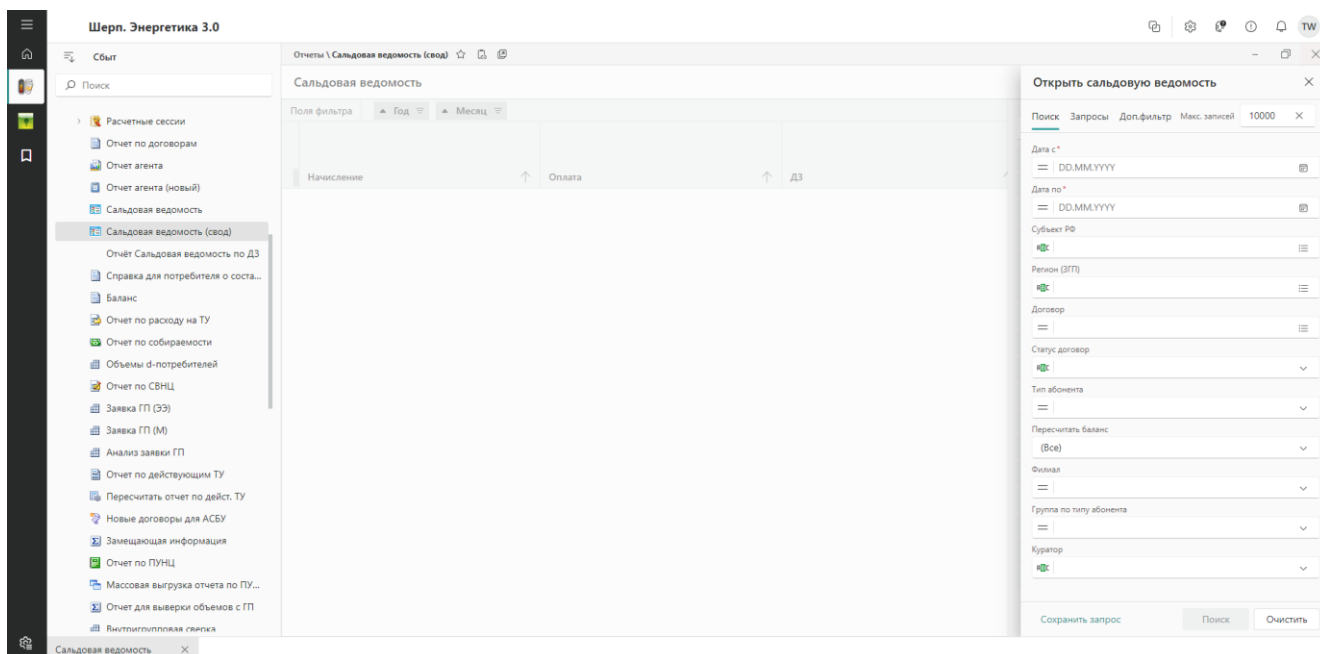 Шерп. Энергетика 3.0
TW
Сбыт
Поиск
Расчетные сессии
Отчет по договорам
Отчет агента
Отчет агента (новый)
Сальдовая ведомость
Сальдовая ведомость (свод)
Отчёт Сальдовая ведомость по ДЗ
Справка для потребителя о соста...
Баланс
Отчет по расходу на ТУ
Отчет по собираемости
Объемы d-потребителей
Отчет по СВНЦ
Заявка ГП (ЭЭ)
Заявка ГП (М)
Анализ заявки ГП
Отчет по действующим ТУ
Пересчитать отчет по дейст. ТУ
Новые договоры для АСБУ
Замещающая информация
Отчет по ПУНЦ
Массовая выгрузка отчета по ПУ...
Отчет для выверки объемов с ГП
Внутригрупповая сверка
Отчеты \ Сальдовая ведомость (свод)
Сальдовая ведомость
Поля фильтра Год Месяц
Начисление Оплата ДЗ
Открыть сальдовую ведомость
Поиск Запросы Доп.фильтр Макс. записей 10000
Дата с *
DD.MM.YYYY
Дата по *
DD.MM.YYYY
Субъект РФ
Регион (ЗГП)
Договор
Статус договор
Тип абонента
Пересчитать баланс
(Все)
Филиал
Группа по типу абонента
Куратор
Сохранить запрос Поиск Очистить
Сальдовая ведомость